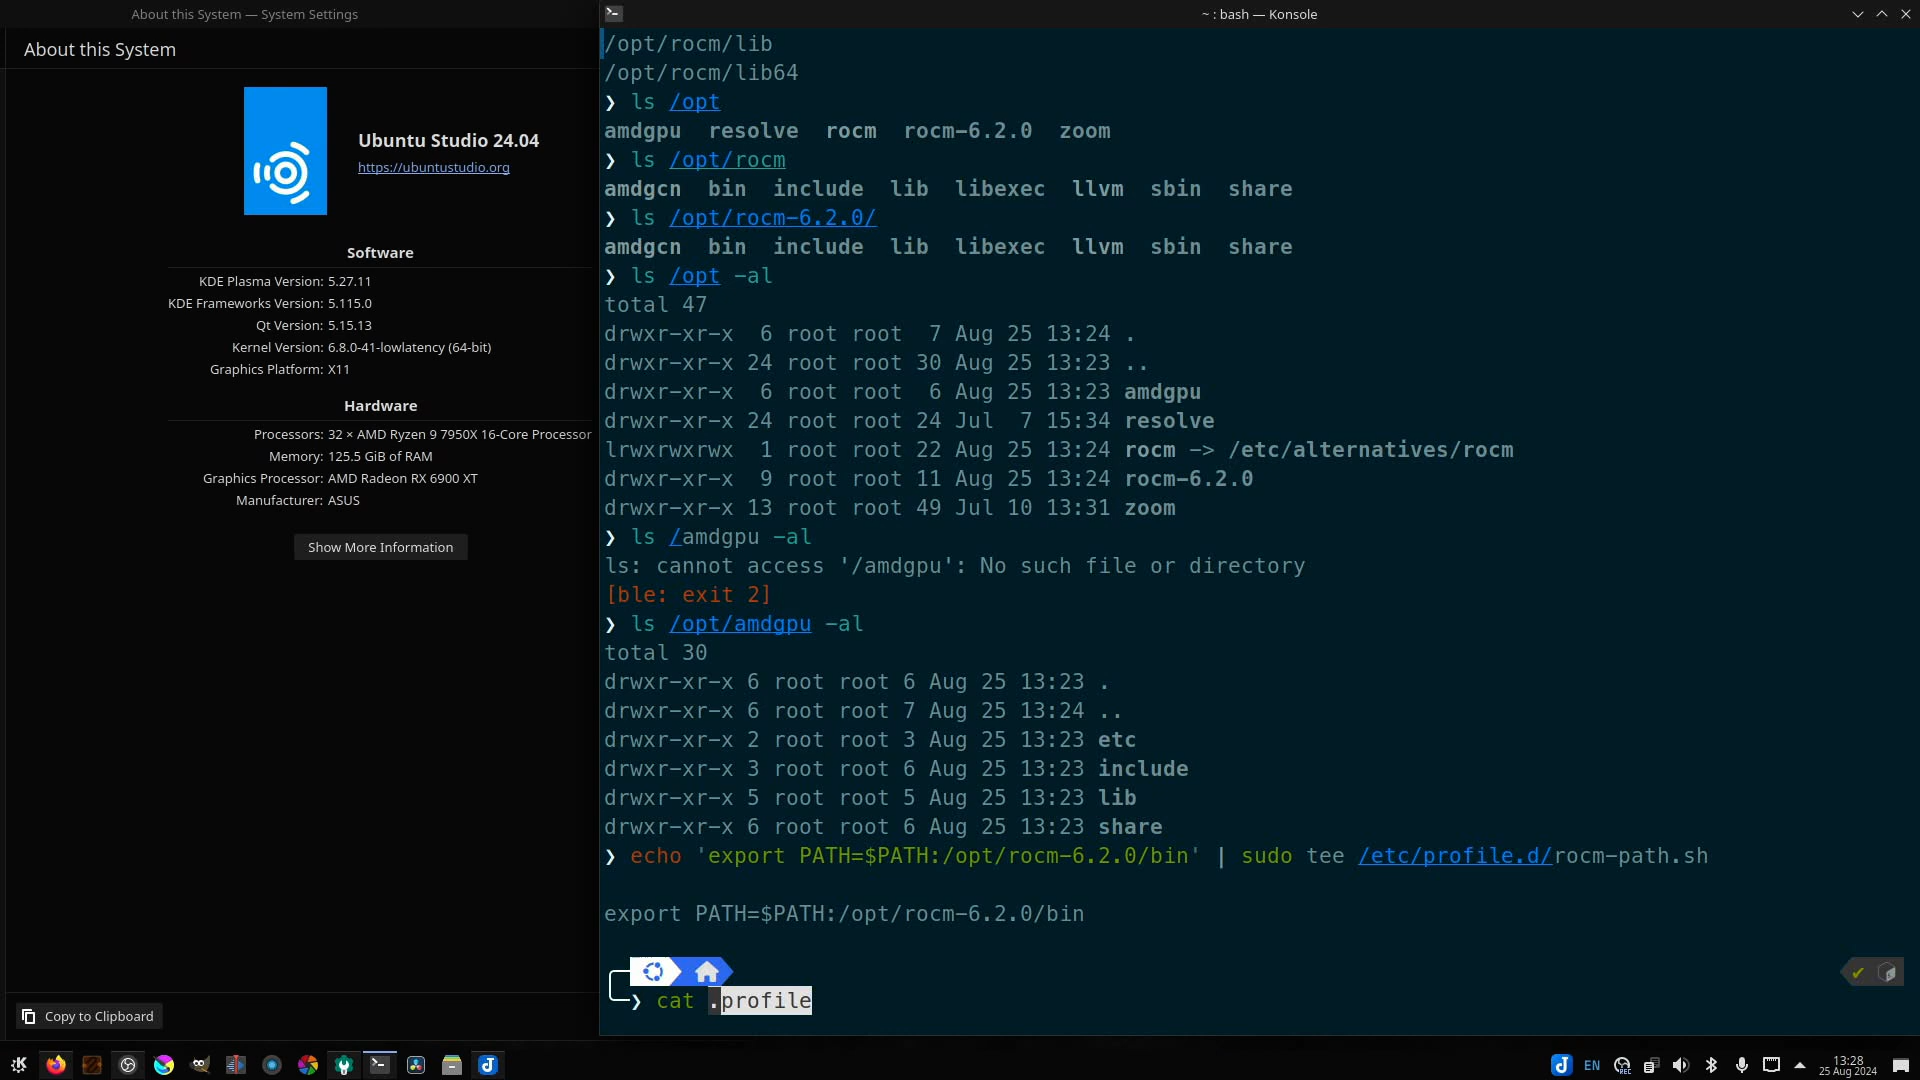 About this System — System Settings
About this System
Ubuntu Studio 24.04
https://ubuntustudio.org
Software
KDE Plasma Version: 5.27.11
KDE Frameworks Version: 5.115.0
Qt Version: 5.15.13
Kernel Version: 6.8.0-41-lowlatency (64-bit)
Graphics Platform: X11
Hardware
Processors: 32 × AMD Ryzen 9 7950X 16-Core Processor
Memory: 125.5 GiB of RAM
Graphics Processor: AMD Radeon RX 6900 XT
Manufacturer: ASUS
Show More Information
Copy to Clipboard
~ : bash — Konsole
/opt/rocm/lib
/opt/rocm/lib64
❯ ls /opt
amdgpu  resolve  rocm  rocm-6.2.0  zoom
❯ ls /opt/rocm
amdgcn  bin  include  lib  libexec  llvm  sbin  share
❯ ls /opt/rocm-6.2.0/
amdgcn  bin  include  lib  libexec  llvm  sbin  share
❯ ls /opt -al
total 47
drwxr-xr-x  6 root root  7 Aug 25 13:24 .
drwxr-xr-x 24 root root 30 Aug 25 13:23 ..
drwxr-xr-x  6 root root  6 Aug 25 13:23 amdgpu
drwxr-xr-x 24 root root 24 Jul  7 15:34 resolve
lrwxrwxrwx  1 root root 22 Aug 25 13:24 rocm -> /etc/alternatives/rocm
drwxr-xr-x  9 root root 11 Aug 25 13:24 rocm-6.2.0
drwxr-xr-x 13 root root 49 Jul 10 13:31 zoom
❯ ls /amdgpu -al
ls: cannot access '/amdgpu': No such file or directory
[ble: exit 2]
❯ ls /opt/amdgpu -al
total 30
drwxr-xr-x 6 root root 6 Aug 25 13:23 .
drwxr-xr-x 6 root root 7 Aug 25 13:24 ..
drwxr-xr-x 2 root root 3 Aug 25 13:23 etc
drwxr-xr-x 3 root root 6 Aug 25 13:23 include
drwxr-xr-x 5 root root 5 Aug 25 13:23 lib
drwxr-xr-x 6 root root 6 Aug 25 13:23 share
❯ echo 'export PATH=$PATH:/opt/rocm-6.2.0/bin' | sudo tee /etc/profile.d/rocm-path.sh
export PATH=$PATH:/opt/rocm-6.2.0/bin
❯ cat .profile
EN
REC
13:28
25 Aug 2024